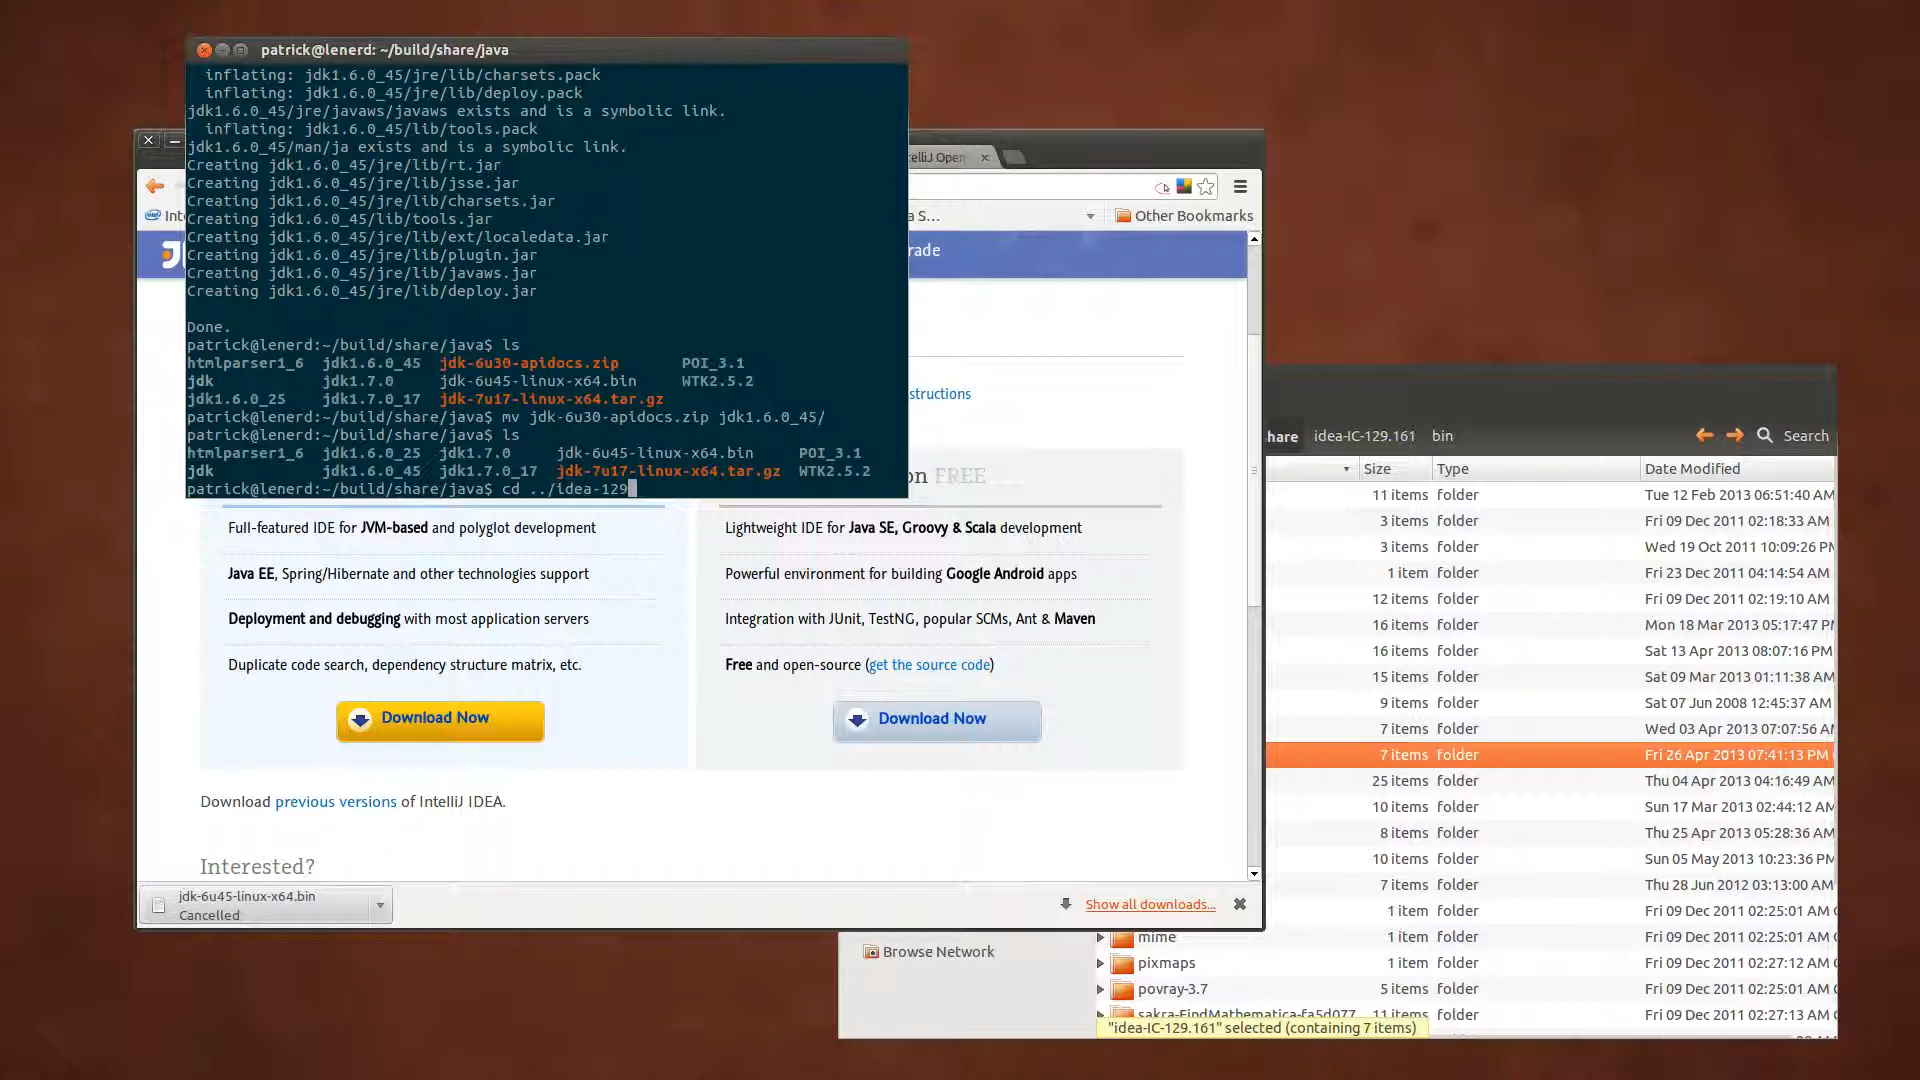 patrick@lenerd: ~/build/share/java
inflating: jdk1.6.0_45/jre/lib/charsets.pack
inflating: jdk1.6.0_45/jre/lib/deploy.pack
jdk1.6.0_45/jre/javaws/javaws exists and is a symbolic link.
inflating: jdk1.6.0_45/lib/tools.pack
jdk1.6.0_45/man/ja exists and is a symbolic link.
Creating jdk1.6.0_45/jre/lib/rt.jar
Creating jdk1.6.0_45/jre/lib/jsse.jar
Creating jdk1.6.0_45/jre/lib/charsets.jar
Creating jdk1.6.0_45/lib/tools.jar
Creating jdk1.6.0_45/jre/lib/ext/localedata.jar
Creating jdk1.6.0_45/jre/lib/plugin.jar
Creating jdk1.6.0_45/jre/lib/javaws.jar
Creating jdk1.6.0_45/jre/lib/deploy.jar
Done.
patrick@lenerd:~/build/share/java$ ls
htmlparser1_6 jdk1.6.0_45 jdk-6u30-apidocs.zip POI_3.1
jdk jdk1.7.0 jdk-6u45-linux-x64.bin WTK2.5.2
jdk1.6.0_25 jdk1.7.0_17 jdk-7u17-linux-x64.tar.gz
patrick@lenerd:~/build/share/java$ mv jdk-6u30-apidocs.zip jdk1.6.0_45/
patrick@lenerd:~/build/share/java$ ls
htmlparser1_6 jdk1.6.0_25 jdk1.7.0 jdk-6u45-linux-x64.bin POI_3.1
jdk jdk1.6.0_45 jdk1.7.0_17 jdk-7u17-linux-x64.tar.gz WTK2.5.2
patrick@lenerd:~/build/share/java$ cd ../idea-129
telliJ Open
Int
a S...
Other Bookmarks
J
rade
structions
on FREE
Full-featured IDE for JVM-based and polyglot development
Java EE, Spring/Hibernate and other technologies support
Deployment and debugging with most application servers
Duplicate code search, dependency structure matrix, etc.
Download Now
Lightweight IDE for Java SE, Groovy & Scala development
Powerful environment for building Google Android apps
Integration with JUnit, TestNG, popular SCMs, Ant & Maven
Free and open-source (get the source code)
Download Now
Download previous versions of IntelliJ IDEA.
Interested?
jdk-6u45-linux-x64.bin
Cancelled
Show all downloads...
hare idea-IC-129.161 bin Search
Size Type Date Modified
11 items folder Tue 12 Feb 2013 06:51:40 AM
3 items folder Fri 09 Dec 2011 02:18:33 AM
3 items folder Wed 19 Oct 2011 10:09:26 PM
1 item folder Fri 23 Dec 2011 04:14:54 AM
12 items folder Fri 09 Dec 2011 02:19:10 AM
16 items folder Mon 18 Mar 2013 05:17:47 P
16 items folder Sat 13 Apr 2013 08:07:16 PM
15 items folder Sat 09 Mar 2013 01:11:38 AM
9 items folder Sat 07 Jun 2008 12:45:37 AM
7 items folder Wed 03 Apr 2013 07:07:56 A
7 items folder Fri 26 Apr 2013 07:41:13 PM
25 items folder Thu 04 Apr 2013 04:16:49 AM
10 items folder Sun 17 Mar 2013 02:44:12 AM
8 items folder Thu 25 Apr 2013 05:28:36 AM
10 items folder Sun 05 May 2013 10:23:36 PM
7 items folder Thu 28 Jun 2012 03:13:00 AM
1 item folder Fri 09 Dec 2011 02:25:01 AM
mime 1 item folder Fri 09 Dec 2011 02:25:01 AM
pixmaps 1 item folder Fri 09 Dec 2011 02:27:12 AM
povray-3.7 5 items folder Fri 09 Dec 2011 02:25:01 AM
sakra-FindMathematica-fa5d077 11 items folder Fri 09 Dec 2011 02:27:13 AM
Browse Network
"idea-IC-129.161" selected (containing 7 items)